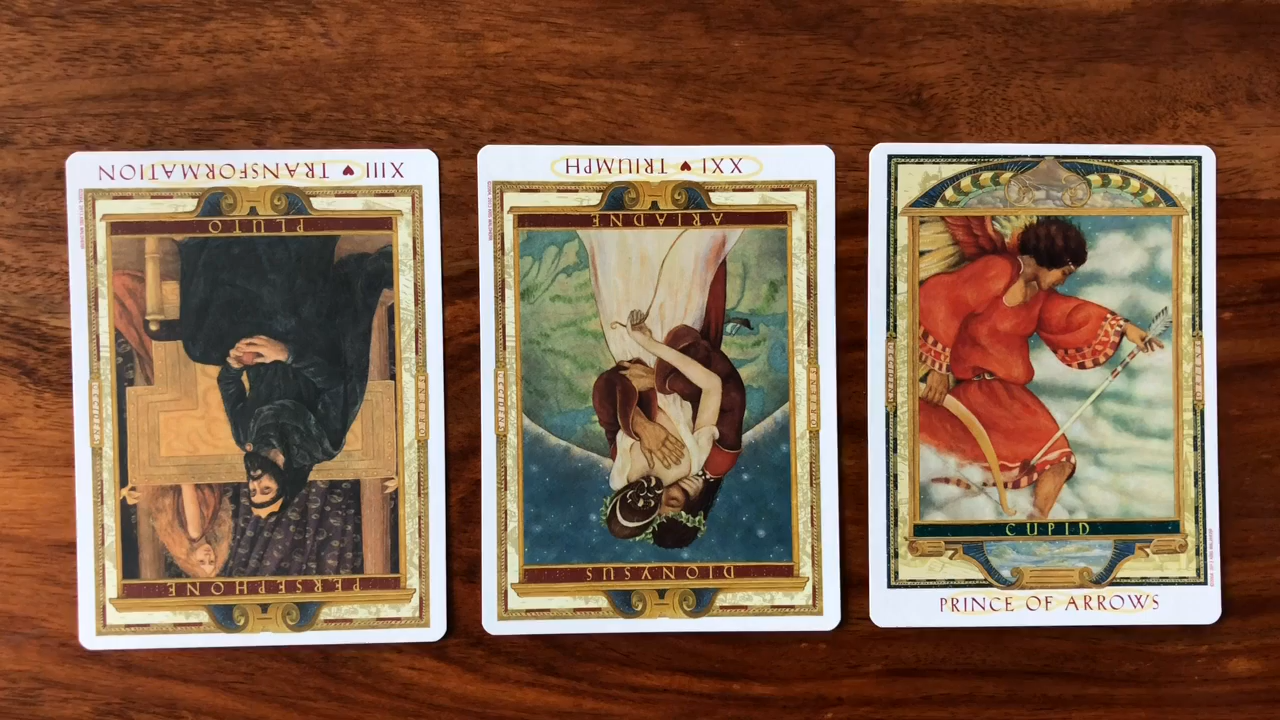 XIII ♥ TRANSFORMATION
PLUTO
PERSEPHONE
XXI ♥ TRIUMPH
ARIADNE
DIONYSUS
CUPID
PRINCE OF ARROWS